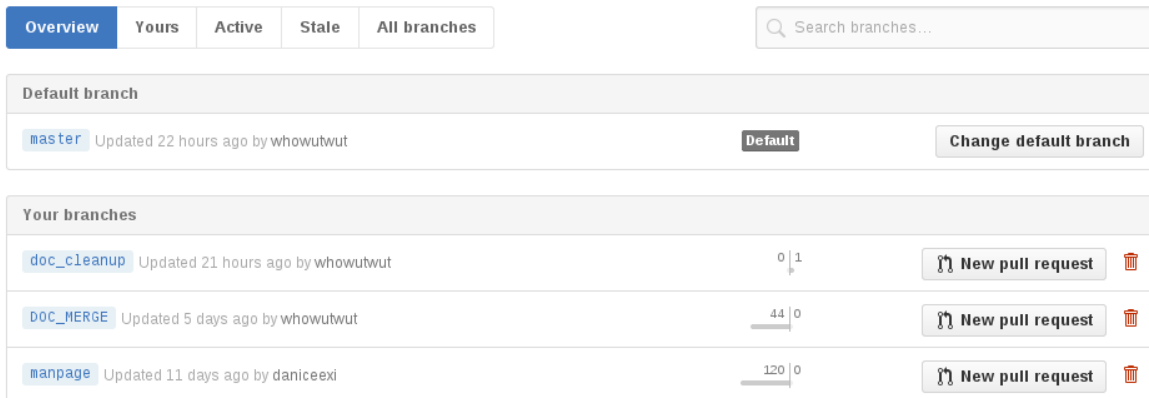 Overview Yours Active Stale All branches Search branches...
Default branch
master Updated 22 hours ago by whowutwut Default Change default branch
Your branches
doc_cleanup Updated 21 hours ago by whowutwut 0 1 New pull request
DOC_MERGE Updated 5 days ago by whowutwut 44 0 New pull request
manpage Updated 11 days ago by daniceexi 120 0 New pull request